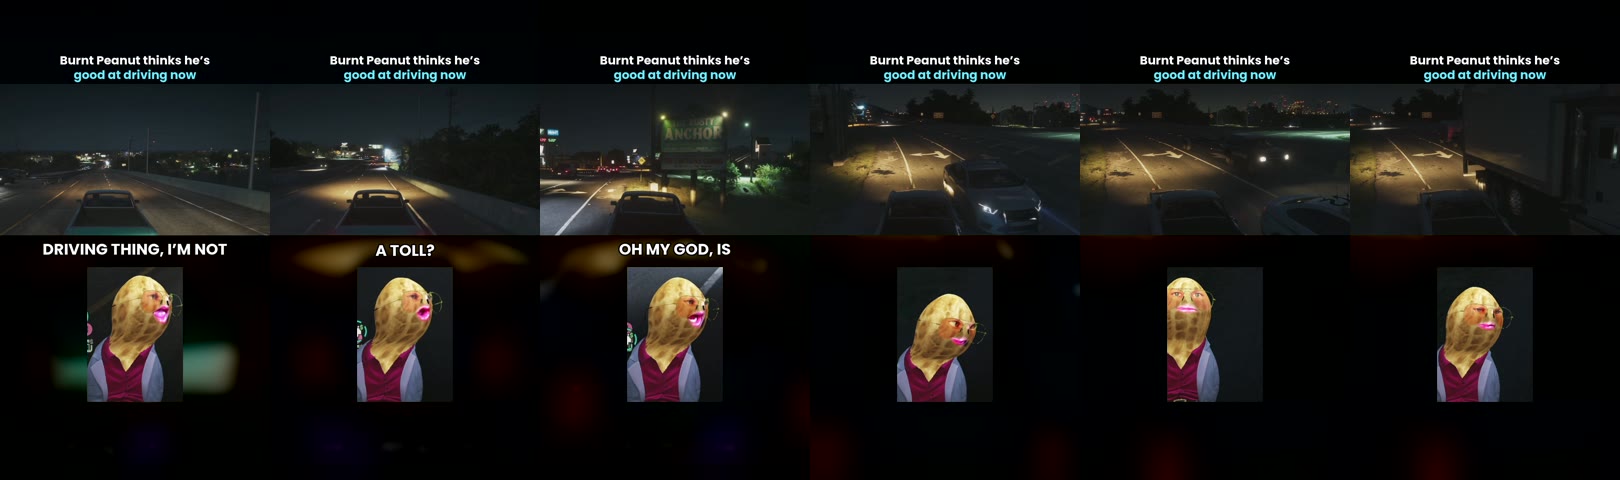 Burnt Peanut thinks he's
good at driving now
Burnt Peanut thinks he's
good at driving now
Burnt Peanut thinks he's
good at driving now
Burnt Peanut thinks he's
good at driving now
Burnt Peanut thinks he's
good at driving now
Burnt Peanut thinks he's
good at driving now
ANCHOR
DRIVING THING, I'M NOT
A TOLL?
OH MY GOD, IS